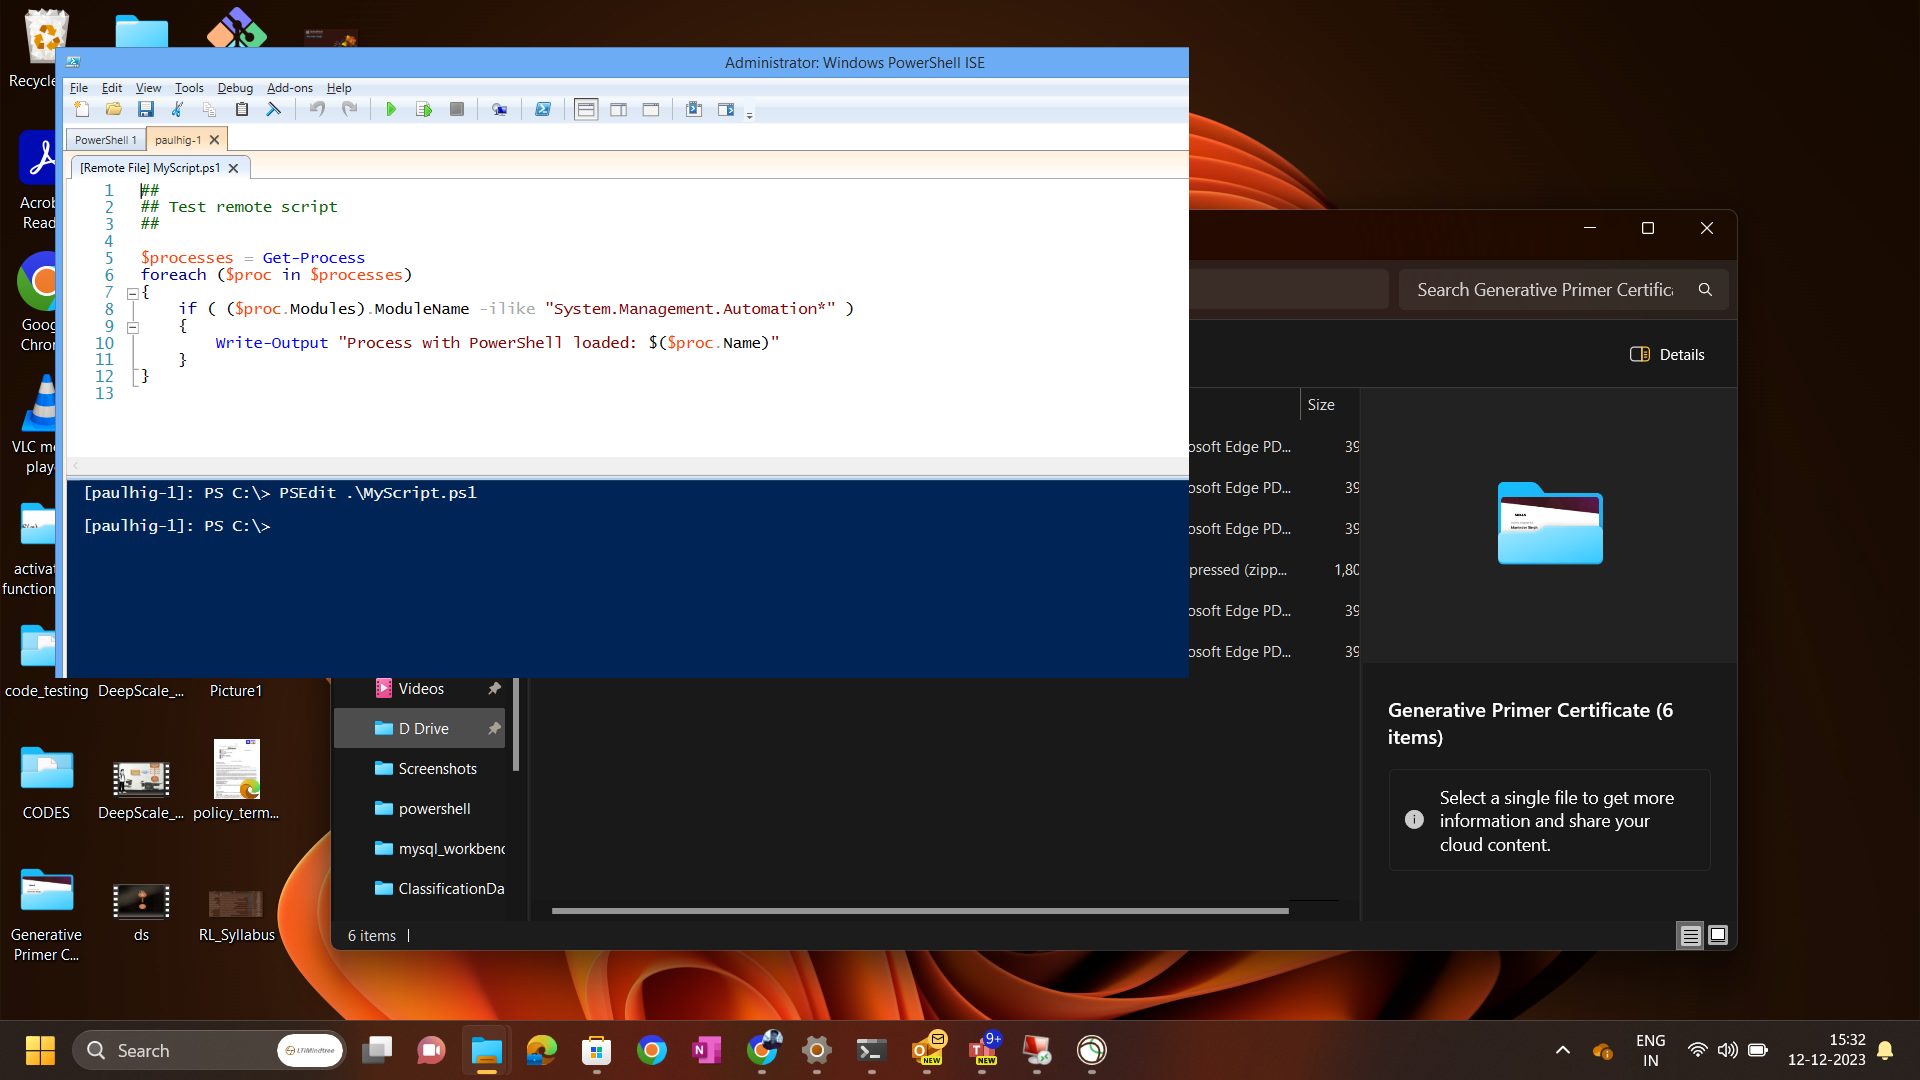 Administrator: Windows PowerShell ISE
File Edit View Tools Debug Add-ons Help
PowerShell 1
paulhig-1
[Remote File] MyScript.ps1
1 ##
2 ## Test remote script
3 ##
4
5 $processes = Get-Process
6 foreach ($proc in $processes)
7 {
8 if ( ($proc.Modules).ModuleName -ilike "System.Management.Automation*" )
9 {
10 Write-Output "Process with PowerShell loaded: $($proc.Name)"
11 }
12 }
13
[paulhig-1]: PS C:\> PSEdit .\MyScript.ps1
[paulhig-1]: PS C:\>
Recycle
Acrob
Read
Goog
Chron
VLC me
play
activat
function
code_testing
DeepScale_...
Picture1
CODES
DeepScale_...
policy_term...
Generative
Primer C...
ds
RL_Syllabus
Search Generative Primer Certific
Details
Size
osoft Edge PD... 39
osoft Edge PD... 39
osoft Edge PD... 39
pressed (zipp... 1,80
osoft Edge PD... 39
osoft Edge PD... 39
Videos
D Drive
Screenshots
powershell
mysql_workbenc
ClassificationDa
Generative Primer Certificate (6
items)
Select a single file to get more
information and share your
cloud content.
6 items
Search
LTIMindtree
NEW
9+
NEW
ENG
IN
15:32
12-12-2023